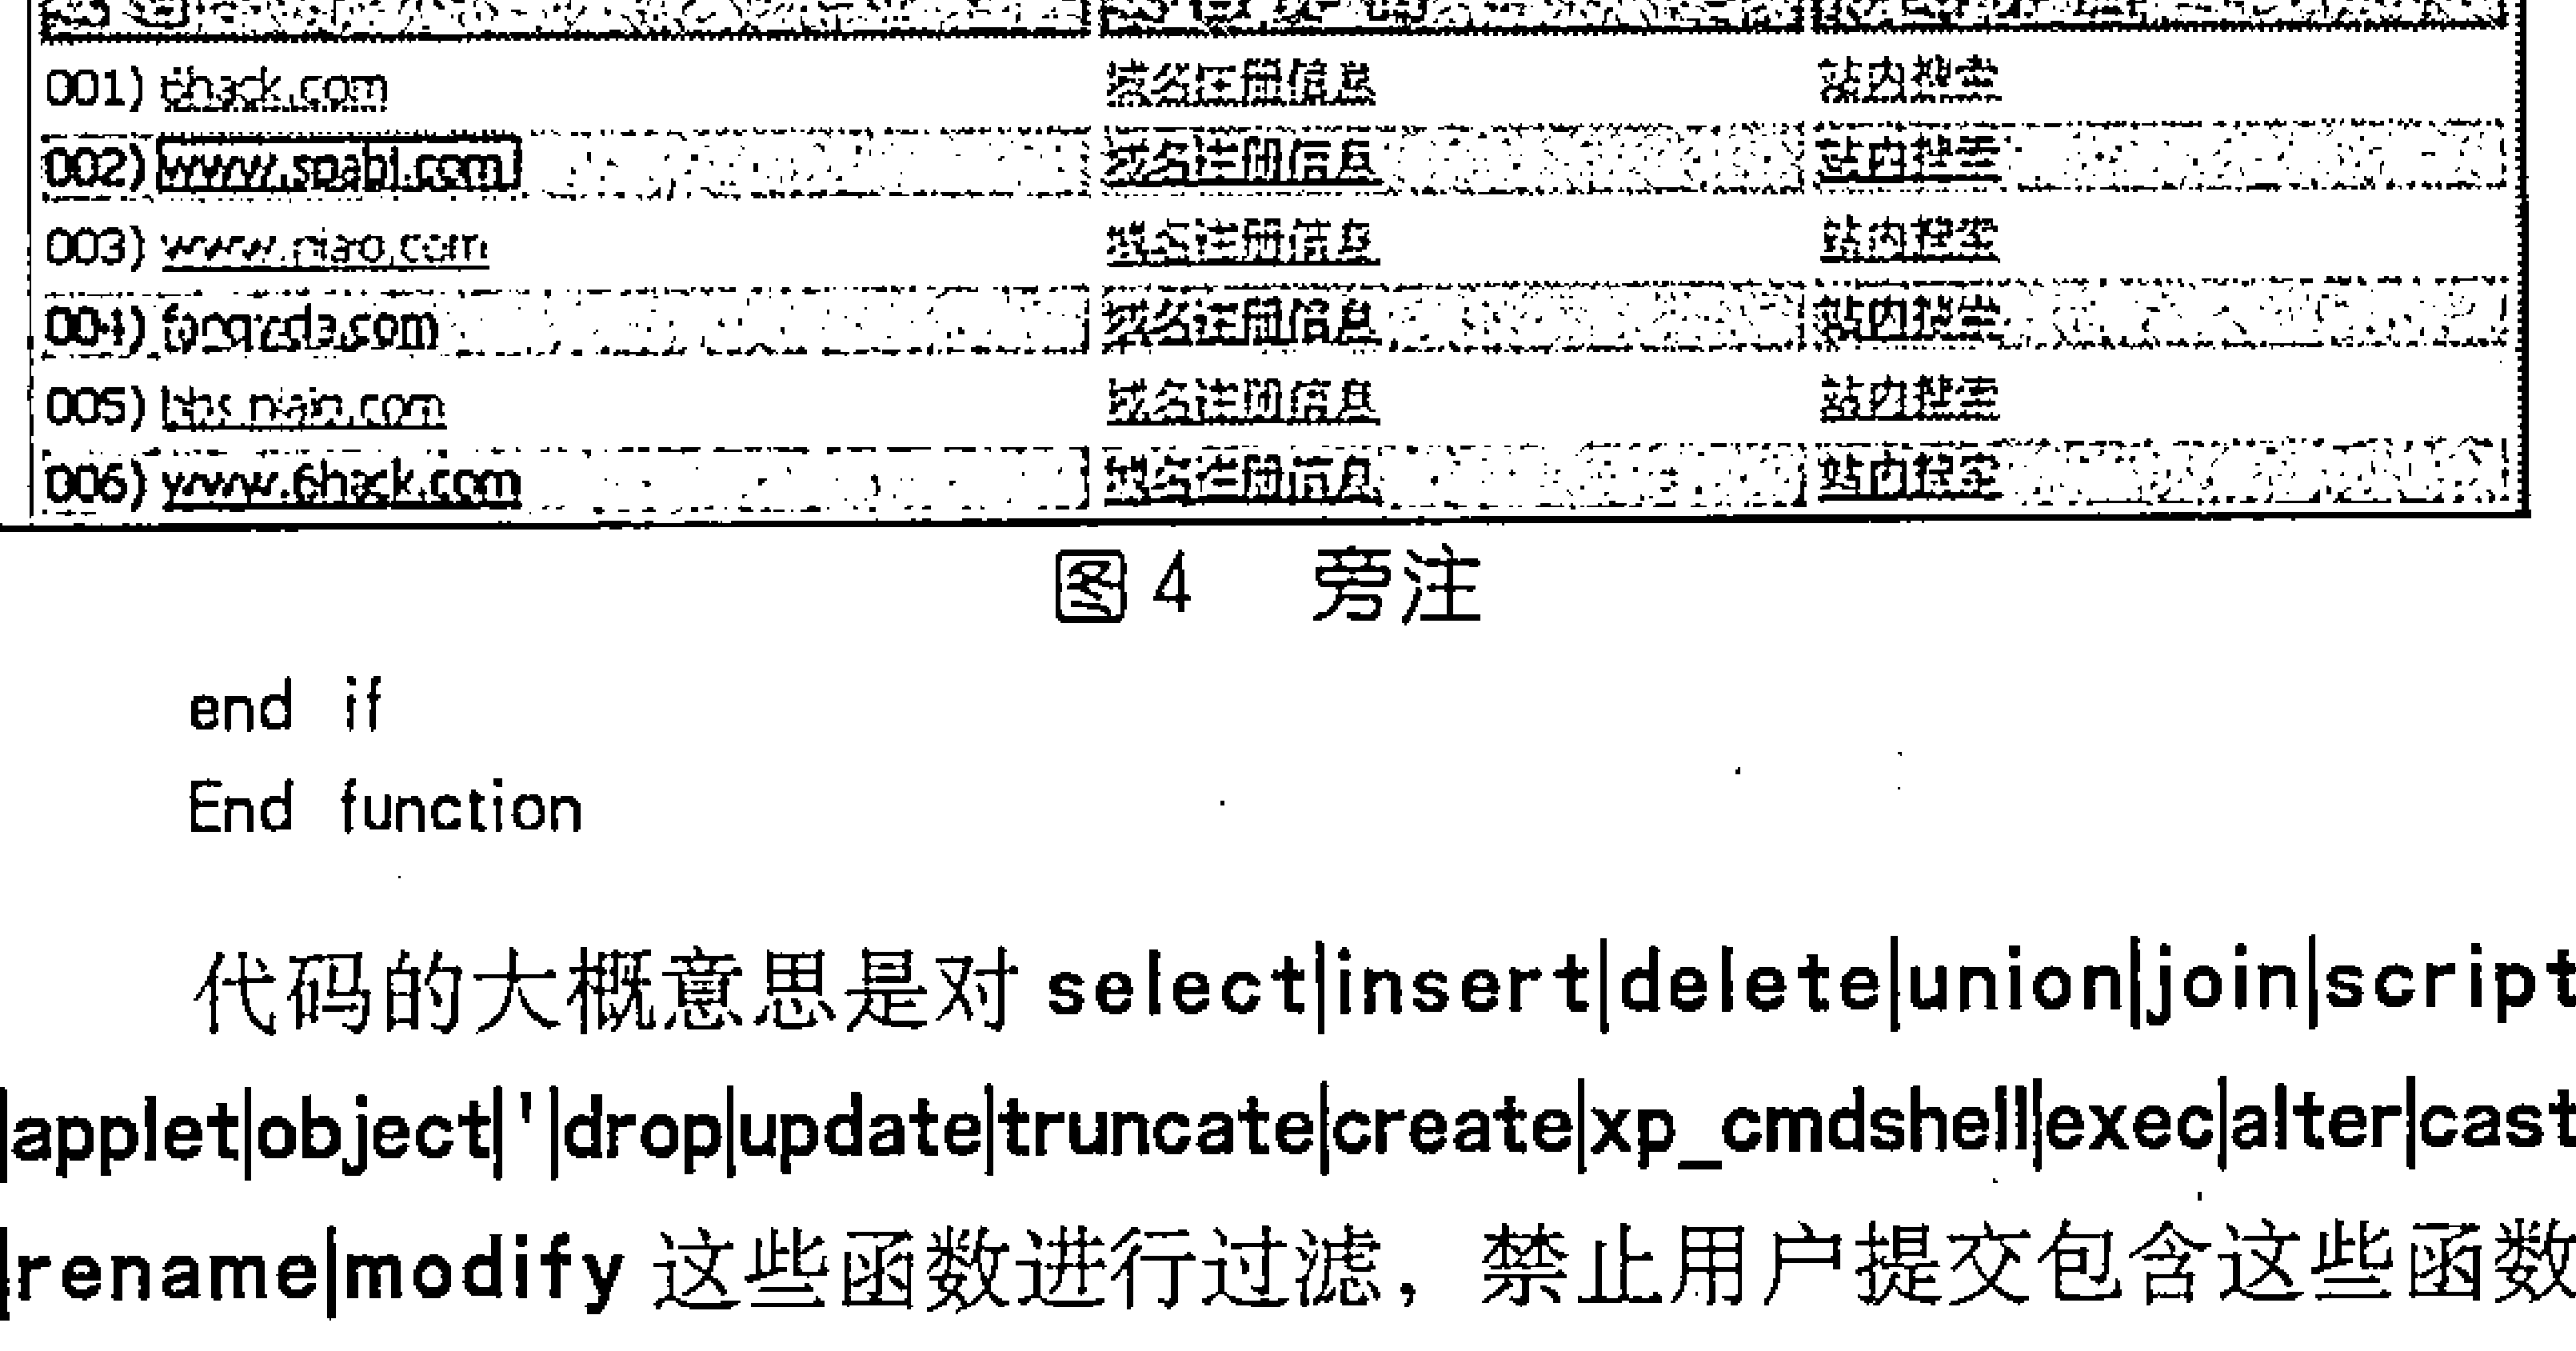 001) 6hack.com 域名注册信息 站内搜索
002) www.spabj.com 域名注册信息 站内搜索
003) www.piao.com 域名注册信息 站内搜索
004) 域名注册信息 站内搜索
005) 域名注册信息 站内搜索
006) www.6hack.com 域名注册信息 站内搜索
图4 旁注
end if
End function
代码的大概意思是对 select|insert|delete|union|join|script
|applet|object|'|drop|update|truncate|create|xp_cmdshell|exec|alter|cast
|rename|modify 这些函数进行过滤，禁止用户提交包含这些函数